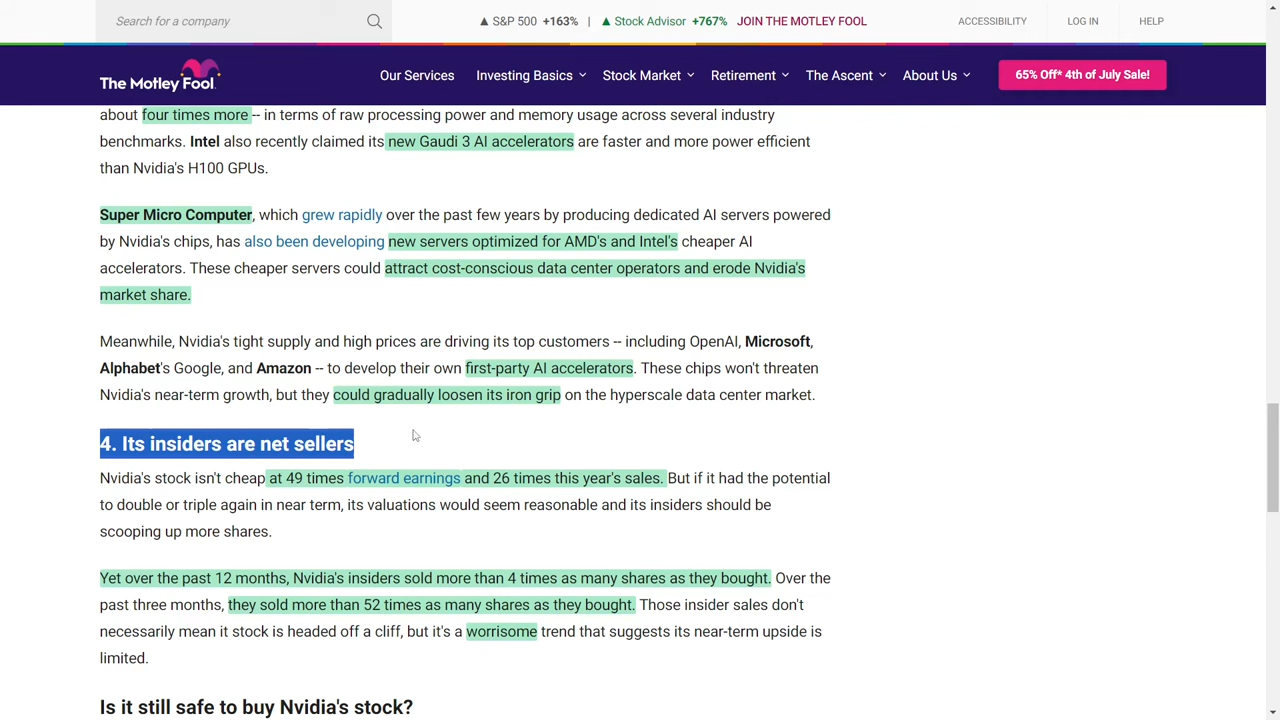 Search for a company
▲ S&P 500 +163% | ▲ Stock Advisor +767% JOIN THE MOTLEY FOOL
ACCESSIBILITY LOG IN HELP
The Motley Fool
Our Services Investing Basics Stock Market Retirement The Ascent About Us
65% Off* 4th of July Sale!
about four times more -- in terms of raw processing power and memory usage across several industry
benchmarks. Intel also recently claimed its new Gaudi 3 AI accelerators are faster and more power efficient
than Nvidia's H100 GPUs.
Super Micro Computer, which grew rapidly over the past few years by producing dedicated AI servers powered
by Nvidia's chips, has also been developing new servers optimized for AMD's and Intel's cheaper AI
accelerators. These cheaper servers could attract cost-conscious data center operators and erode Nvidia's
market share.
Meanwhile, Nvidia's tight supply and high prices are driving its top customers -- including OpenAI, Microsoft,
Alphabet's Google, and Amazon -- to develop their own first-party AI accelerators. These chips won't threaten
Nvidia's near-term growth, but they could gradually loosen its iron grip on the hyperscale data center market.
4. Its insiders are net sellers
Nvidia's stock isn't cheap at 49 times forward earnings and 26 times this year's sales. But if it had the potential
to double or triple again in near term, its valuations would seem reasonable and its insiders should be
scooping up more shares.
Yet over the past 12 months, Nvidia's insiders sold more than 4 times as many shares as they bought. Over the
past three months, they sold more than 52 times as many shares as they bought. Those insider sales don't
necessarily mean it stock is headed off a cliff, but it's a worrisome trend that suggests its near-term upside is
limited.
Is it still safe to buy Nvidia's stock?